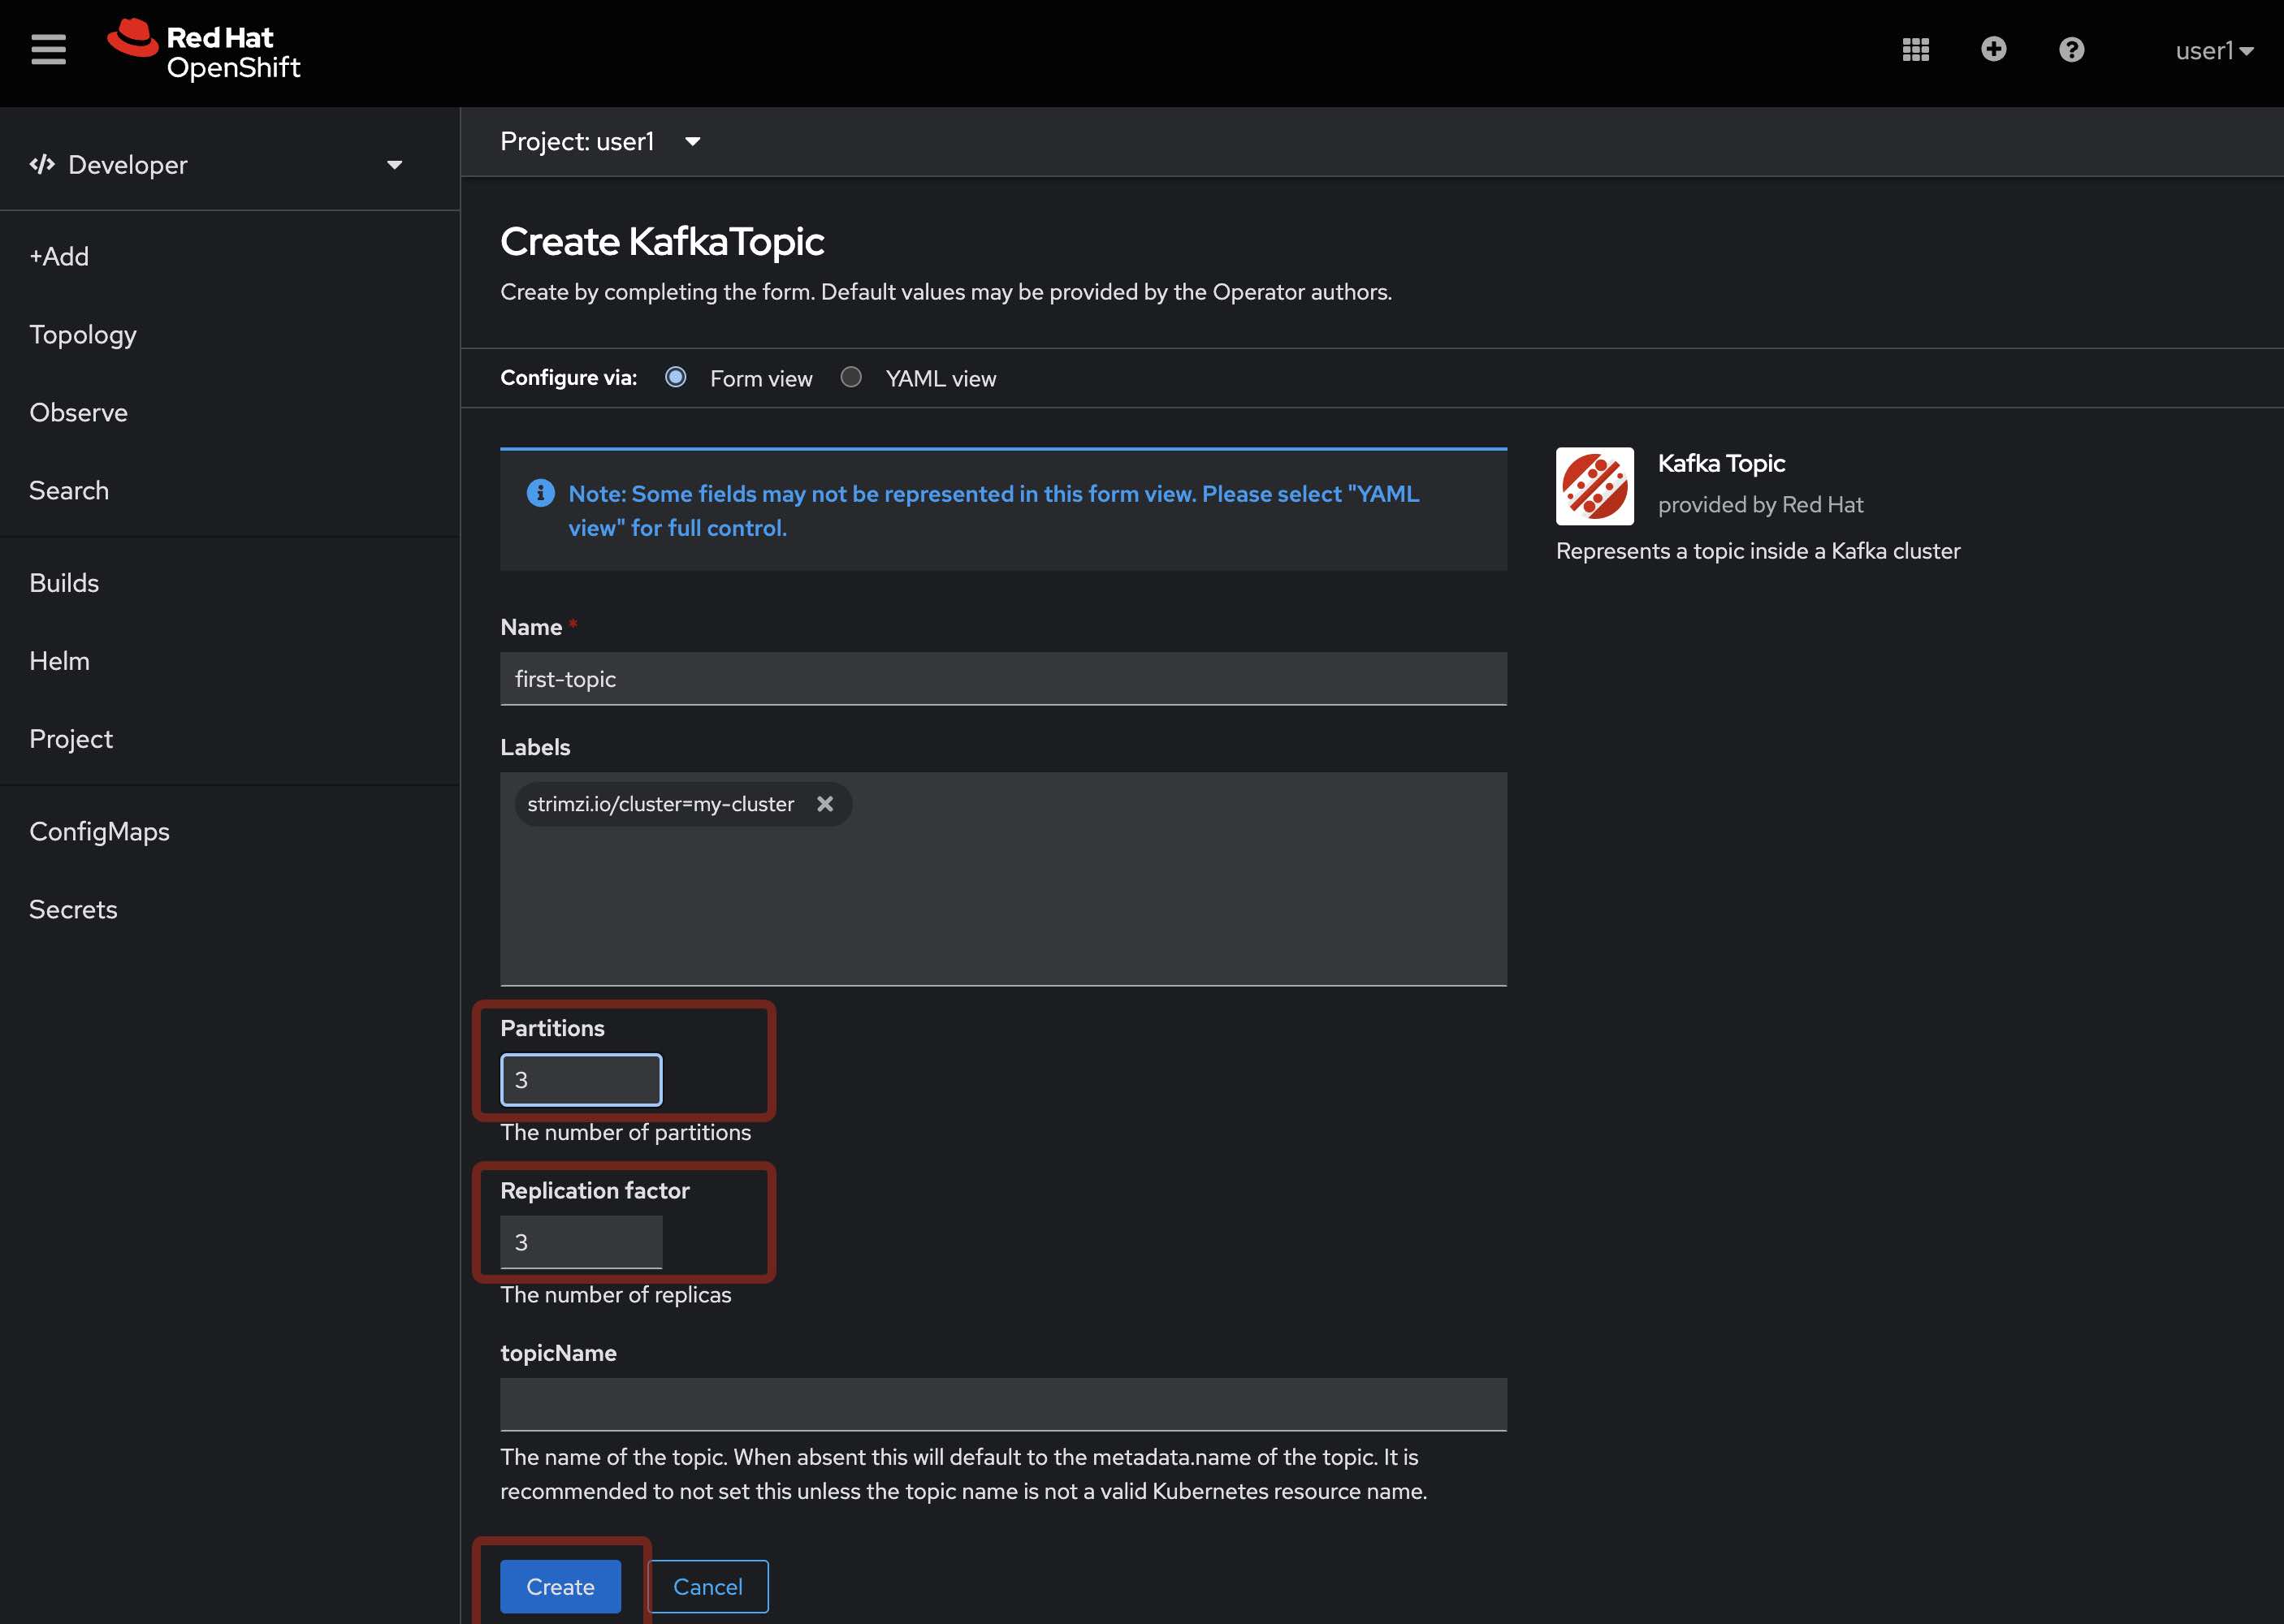 Red Hat
OpenShift
user1
Developer
+Add
Topology
Observe
Search
Builds
Helm
Project
ConfigMaps
Secrets
Project: user1
Create KafkaTopic
Create by completing the form. Default values may be provided by the Operator authors.
Configure via: Form view YAML view
Note: Some fields may not be represented in this form view. Please select "YAML
view" for full control.
Kafka Topic
provided by Red Hat
Represents a topic inside a Kafka cluster
Name *
first-topic
Labels
strimzi.io/cluster=my-cluster
Partitions
3
The number of partitions
Replication factor
3
The number of replicas
topicName
The name of the topic. When absent this will default to the metadata.name of the topic. It is
recommended to not set this unless the topic name is not a valid Kubernetes resource name.
Create Cancel